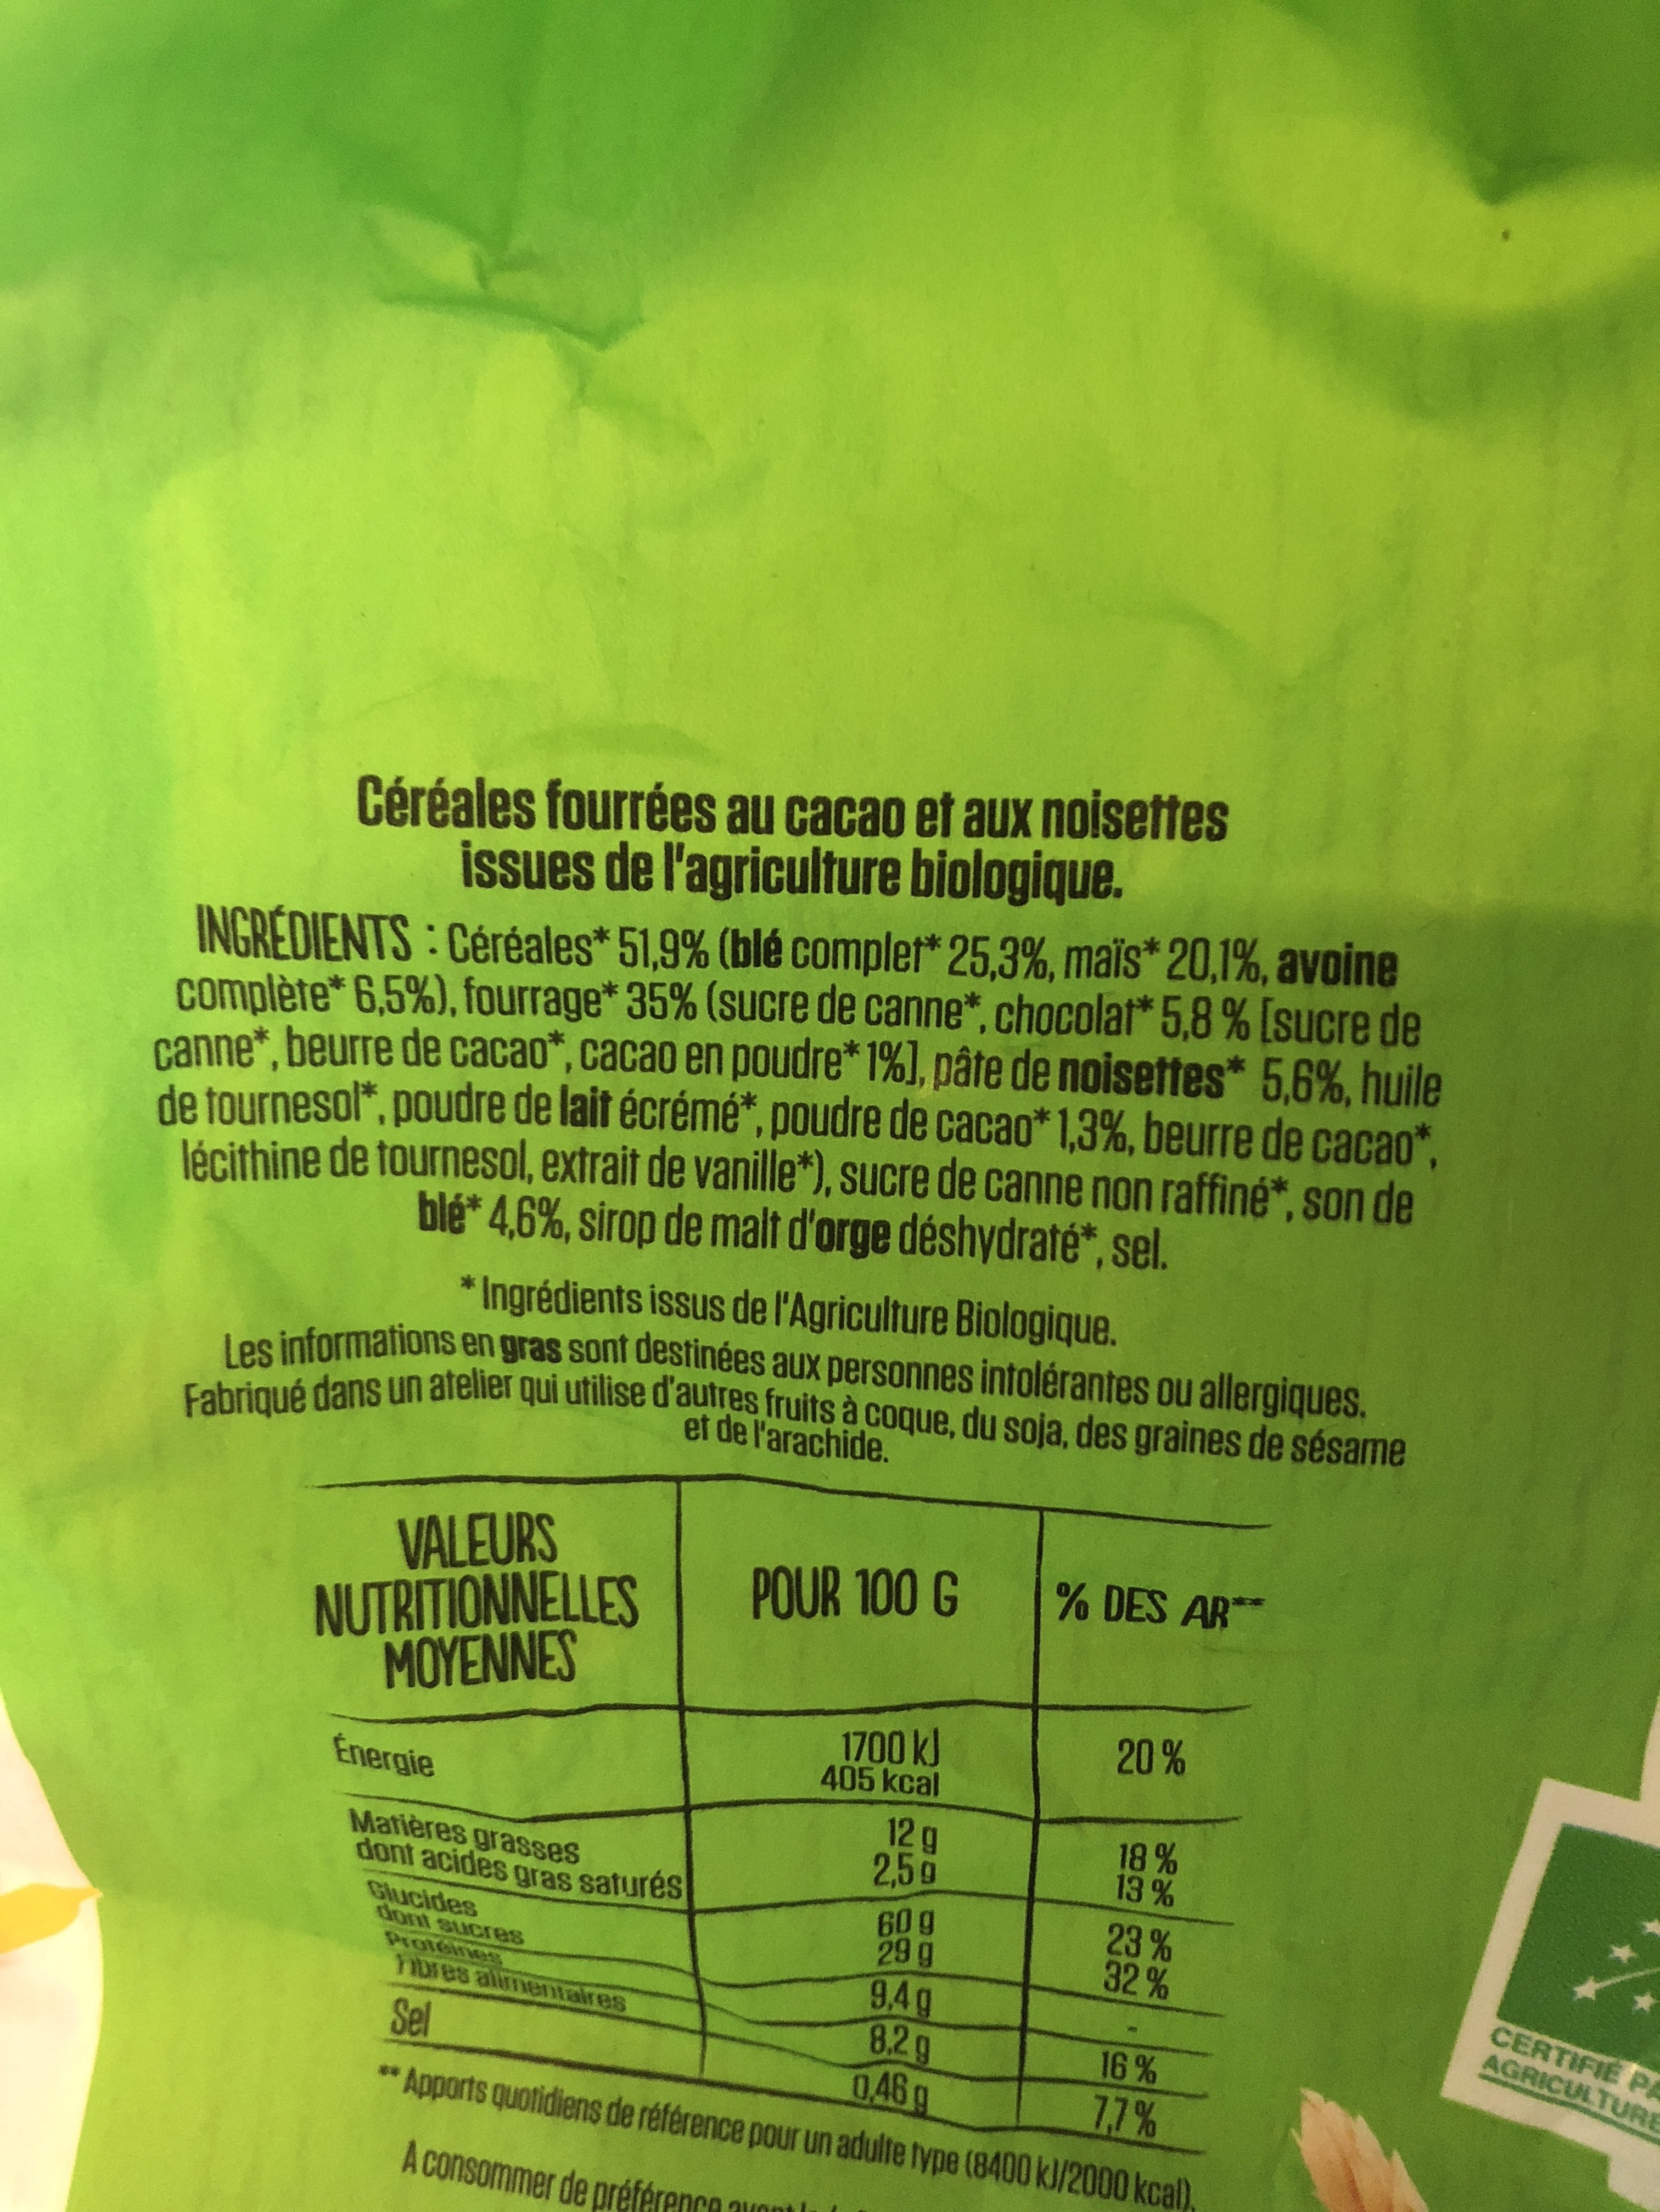 Céréales fourrées au cacao et aux noisettes
issues de l'agriculture biologique.
INGRÉDIENTS : Céréales* 51,9% (blé complet* 25,3%, maïs* 20,1%, avoine
complète* 6,5%), fourrage* 35% (sucre de canne*, chocolat* 5,8 % [sucre de
canne*, beurre de cacao*, cacao en poudre* 1%], pâte de noisettes* 5,6%, huile
de tournesol*, poudre de lait écrémé*, poudre de cacao* 1,3%, beurre de cacao*,
lécithine de tournesol, extrait de vanille*), sucre de canne non raffiné*, son de
blé* 4,6%, sirop de malt d'orge déshydraté*, sel.
* Ingrédients issus de l'Agriculture Biologique.
Les informations en gras sont destinées aux personnes intolérantes ou allergiques.
Fabriqué dans un atelier qui utilise d'autres fruits à coque, du soja, des graines de sésame
et de l'arachide.
VALEURS
NUTRITIONNELLES
MOYENNES
POUR 100 G
% DES AR**
Énergie
1700 kJ
405 kcal
20 %
Matières grasses
dont acides gras saturés
12 g
2,5 g
18 %
13 %
Glucides
dont sucres
60 g
29 g
23 %
32 %
Protéines
9,4 g
-
Fibres alimentaires
8,2 g
16 %
Sel
0,46 g
7,7 %
** Apports quotidiens de référence pour un adulte type (8400 kJ/2000 kcal).
A consommer de préférence
CERTIFIÉ
AGRICULTURE